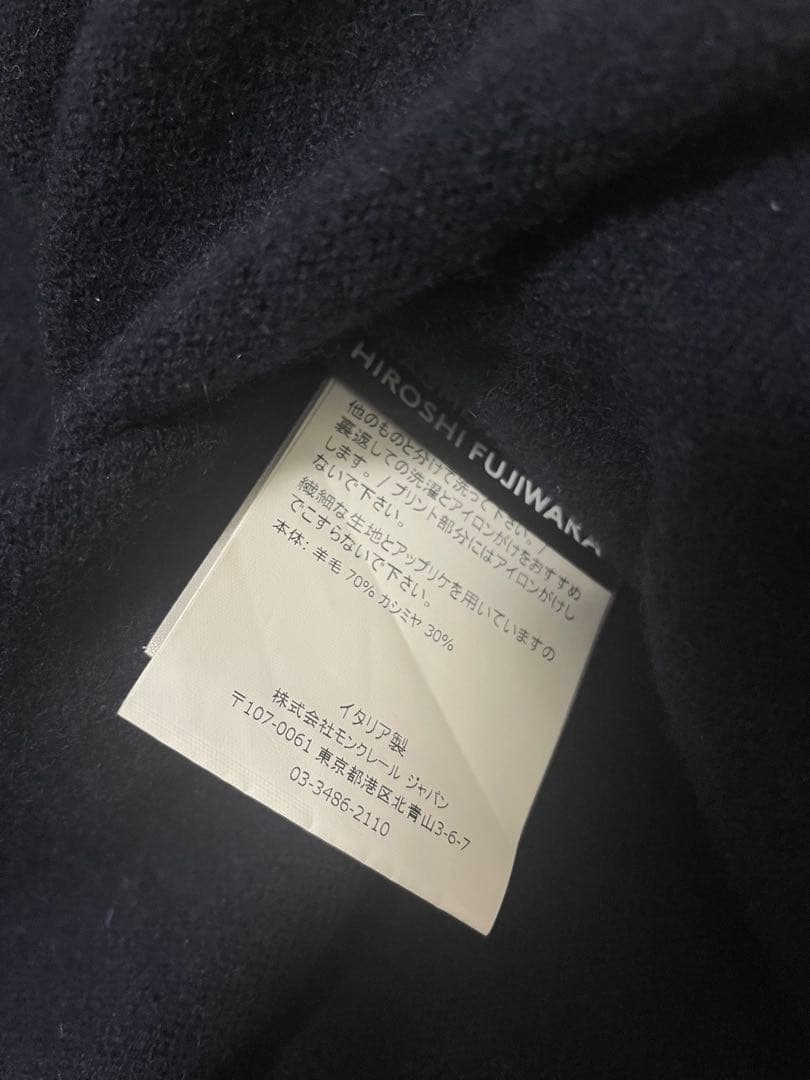 HIROSHI FUJIWARA
他のものと分けて洗って下さい。/
裏返しての洗濯とアイロンがけをおすすめ
します。/プリント部分にはアイロンがけし
ないで下さい。
繊細な生地とアップリケを用いていますの
でこすらないで下さい。
本体: 羊毛 70% カシミヤ 30%
イタリア製
株式会社モンクレール ジャパン
〒107-0061 東京都港区北青山3-6-7
03-3486-2110